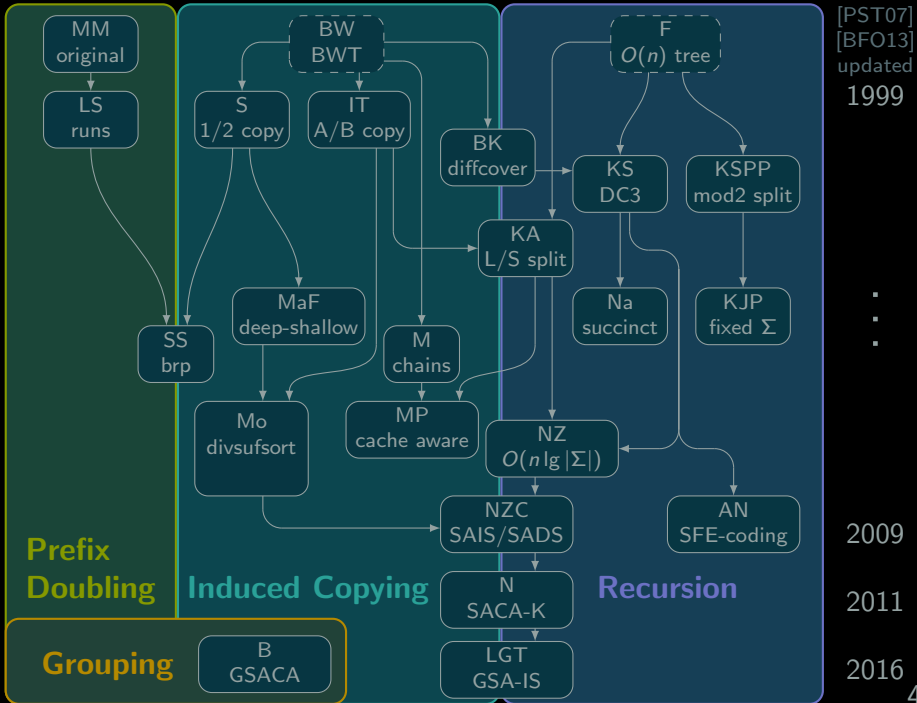 MM
original
BW
BWT
F
O(n) tree
[PST07]
[BFO13]
updated
1999
LS
runs
S
1/2 copy
IT
A/B copy
BK
diffcover
KS
DC3
KSPP
mod2 split
KA
L/S split
MaF
deep-shallow
Na
succinct
KJP
fixed Σ
SS
brp
M
chains
Mo
divsufsort
MP
cache aware
NZ
O(n lg |Σ|)
NZC
SAIS/SADS
AN
SFE-coding
2009
Prefix
Doubling
Induced Copying
N
SACA-K
Recursion
2011
Grouping
B
GSACA
LGT
GSA-IS
2016
4